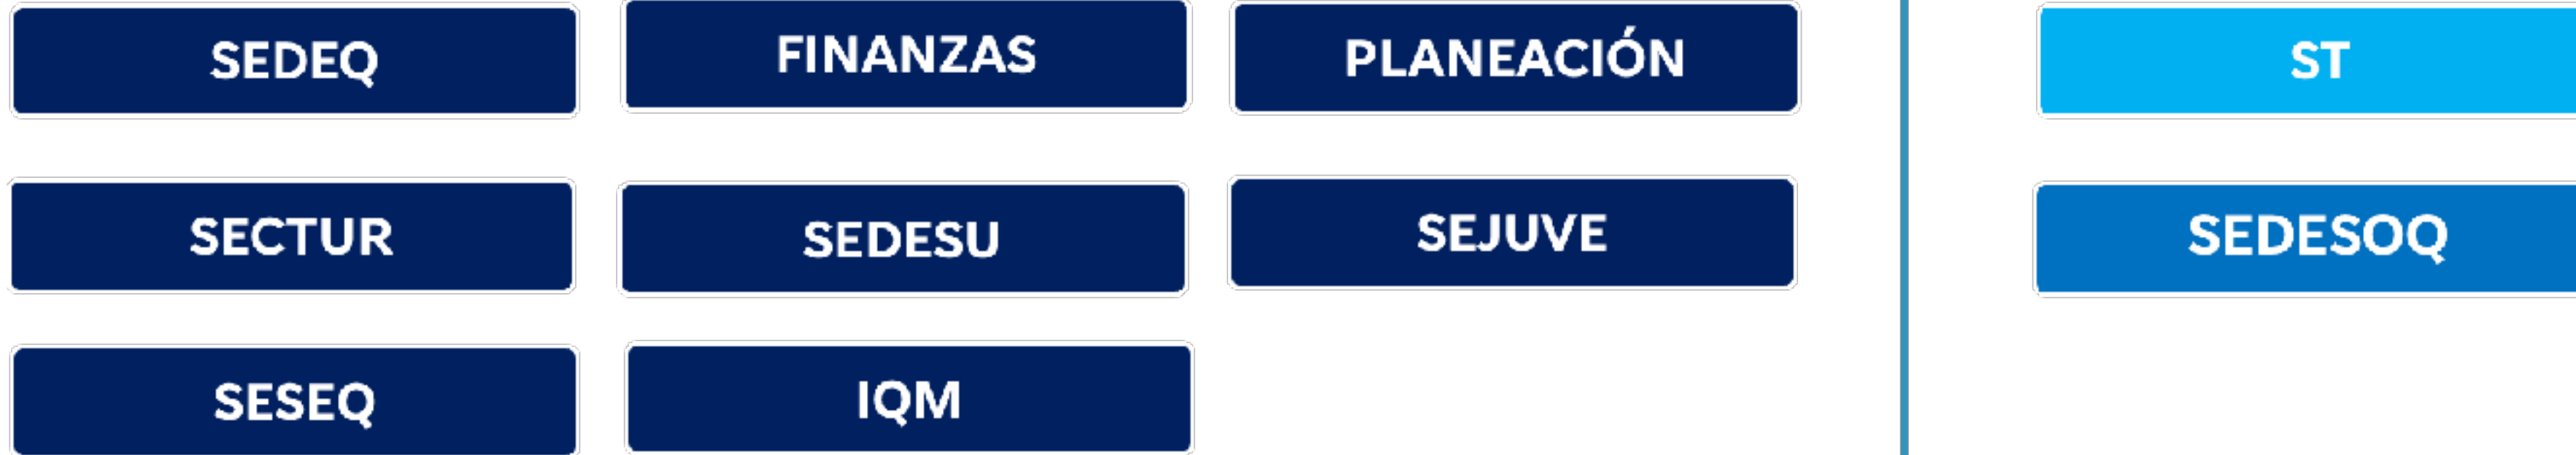 SEDEQ
FINANZAS
PLANEACIÓN
ST
SECTUR
SEDESU
SEJUVE
SEDESOQ
SESEQ
IQM